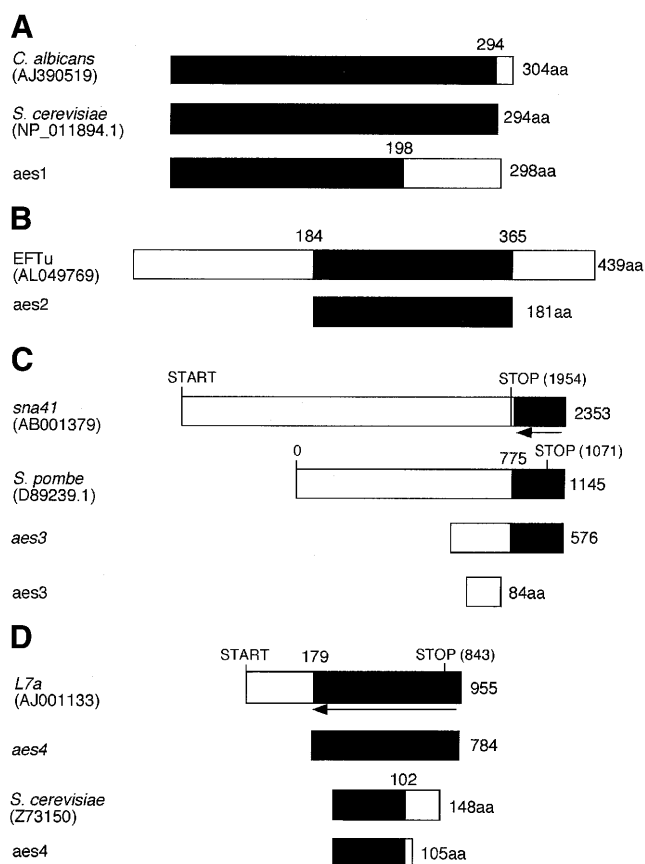 A
294
C. albicans
(AJ390519)
304aa
S. cerevisiae
(NP_011894.1)
294aa
198
aes1
298aa
B
184
365
EFTu
(AL049769)
439aa
aes2
181aa
C
START
STOP (1954)
sna41
(AB001379)
2353
0
775
STOP (1071)
S. pombe
(D89239.1)
1145
aes3
576
aes3
84aa
D
START
179
STOP (843)
L7a
(AJ001133)
955
aes4
784
102
S. cerevisiae
(Z73150)
148aa
aes4
105aa